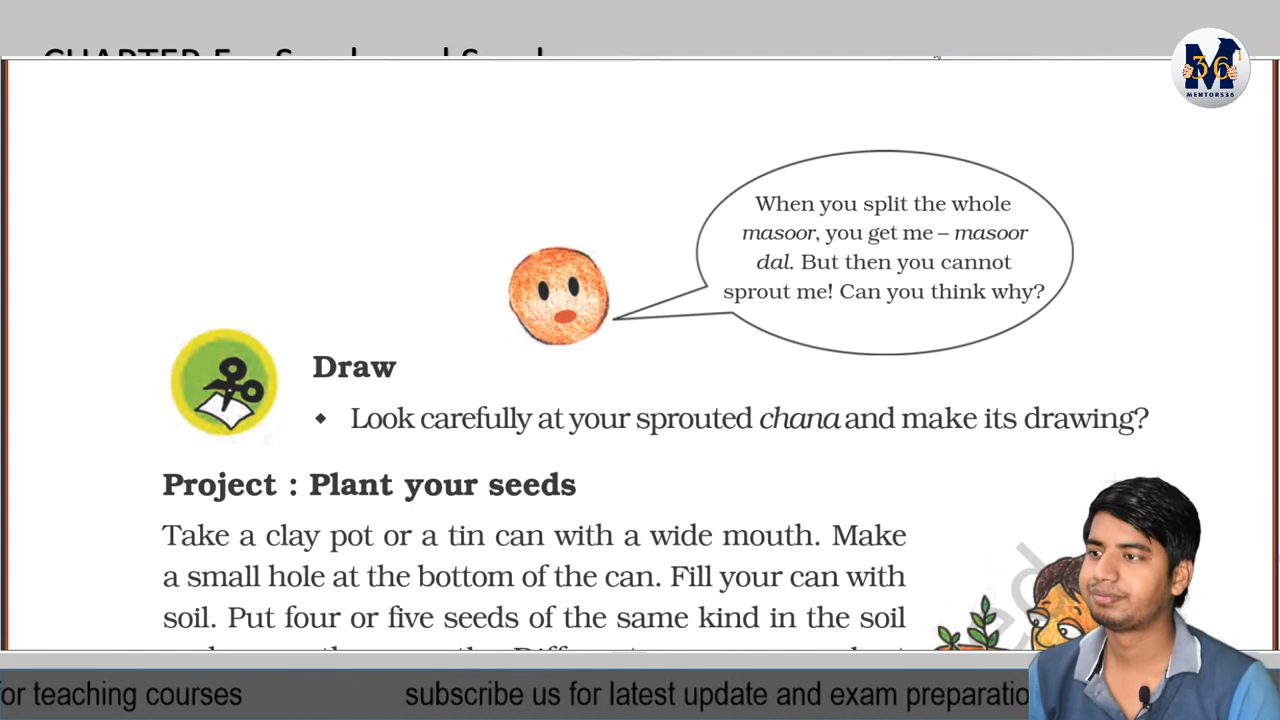 36
MENTORS36
When you split the whole
masoor, you get me – masoor
dal. But then you cannot
sprout me! Can you think why?
Draw
◆ Look carefully at your sprouted chana and make its drawing?
Project : Plant your seeds
Take a clay pot or a tin can with a wide mouth. Make
a small hole at the bottom of the can. Fill your can with
soil. Put four or five seeds of the same kind in the soil
or teaching courses subscribe us for latest update and exam preparatio